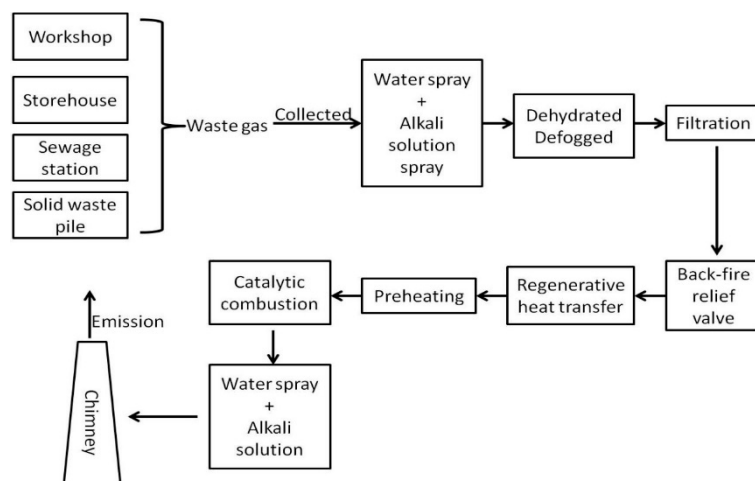 Workshop
Storehouse
Sewage
station
Solid waste
pile
Waste gas
Collected
Water spray
+
Alkali
solution
spray
Dehydrated
Defogged
Filtration
Back-fire
relief
valve
Regenerative
heat transfer
Preheating
Catalytic
combustion
Water spray
+
Alkali
solution
Emission
Chimney